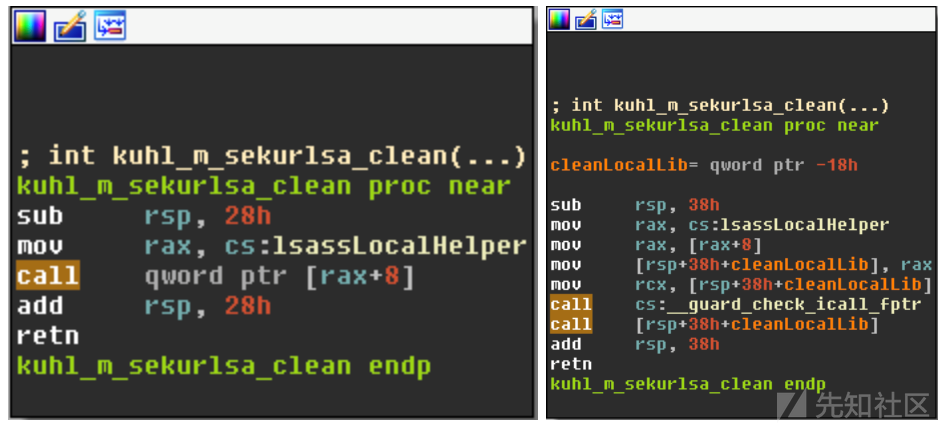 ; int kuhl_m_sekurlsa_clean(...)
kuhl_m_sekurlsa_clean proc near
sub rsp, 28h
mov rax, cs:lsassLocalHelper
call qword ptr [rax+8]
add rsp, 28h
retn
kuhl_m_sekurlsa_clean endp
; int kuhl_m_sekurlsa_clean(...)
kuhl_m_sekurlsa_clean proc near
cleanLocalLib= qword ptr -18h
sub rsp, 38h
mov rax, cs:lsassLocalHelper
mov rax, [rax+8]
mov [rsp+38h+cleanLocalLib], rax
mov rcx, [rsp+38h+cleanLocalLib]
call cs:__guard_check_icall_fptr
call [rsp+38h+cleanLocalLib]
add rsp, 38h
retn
kuhl_m_sekurlsa_clean endp
先知社区